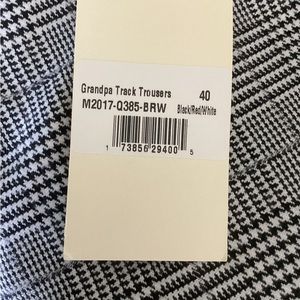 Grandpa Track Trousers 40
M2017-Q385-BRW Black/Red/White
1 73856 29400 5